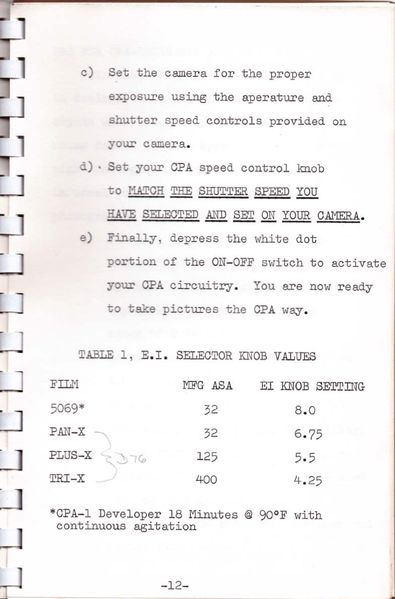 c) Set the camera for the proper
exposure using the aperature and
shutter speed controls provided on
your camera.
d) Set your CPA speed control knob
to MATCH THE SHUTTER SPEED YOU
HAVE SELECTED AND SET ON YOUR CAMERA.
e) Finally, depress the white dot
portion of the ON-OFF switch to activate
your CPA circuitry. You are now ready
to take pictures the CPA way.
TABLE 1, E.I. SELECTOR KNOB VALUES
FILM MFG ASA EI KNOB SETTING
5069* 32 8.0
PAN-X 32 6.75
PLUS-X 125 5.5
D76
TRI-X 400 4.25
*CPA-1 Developer 18 Minutes @ 90°F with
continuous agitation
-12-